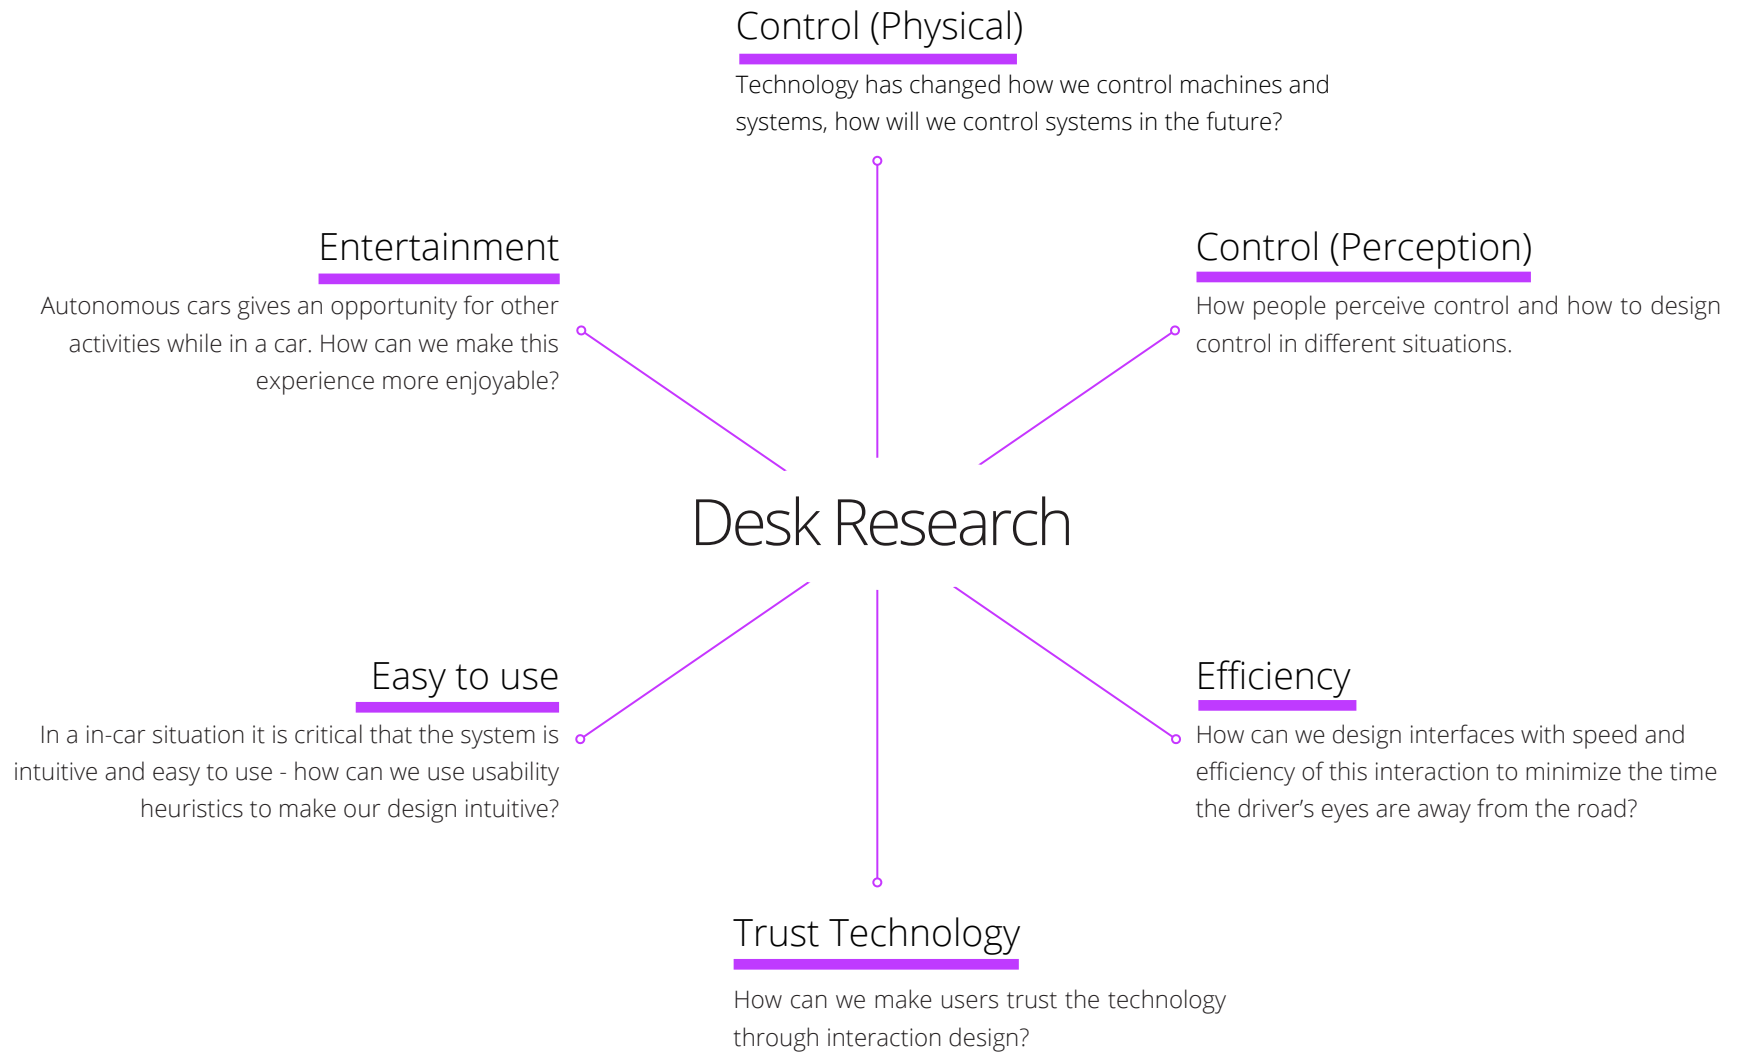 Control (Physical)
Technology has changed how we control machines and
systems, how will we control systems in the future?
Entertainment
Autonomous cars gives an opportunity for other
activities while in a car. How can we make this
experience more enjoyable?
Control (Perception)
How people perceive control and how to design
control in different situations.
Desk Research
Easy to use
In a in-car situation it is critical that the system is
intuitive and easy to use - how can we use usability
heuristics to make our design intuitive?
Efficiency
How can we design interfaces with speed and
efficiency of this interaction to minimize the time
the driver’s eyes are away from the road?
Trust Technology
How can we make users trust the technology
through interaction design?